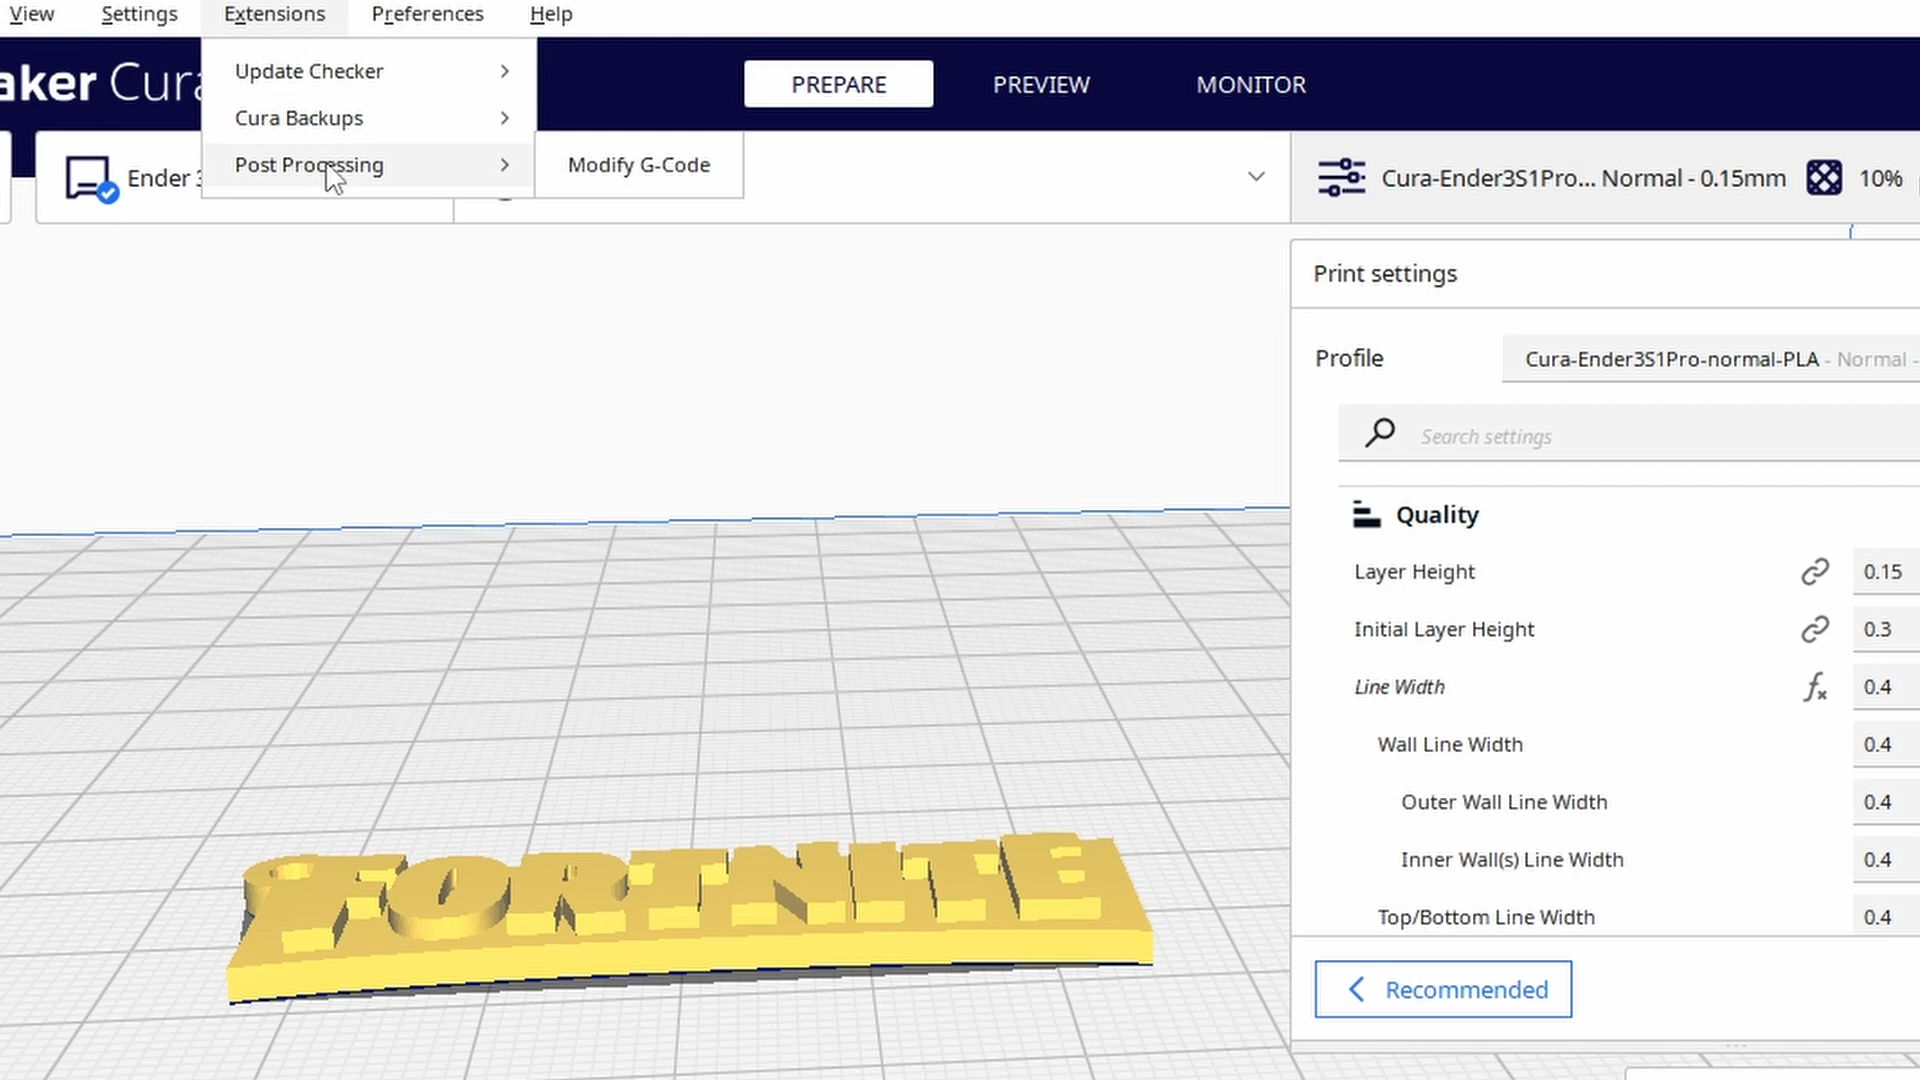 View Settings Extensions Preferences Help
aker Cura
PREPARE PREVIEW MONITOR
Update Checker
Cura Backups
Post Processing
Modify G-Code
Ender 3
Cura-Ender3S1Pro... Normal - 0.15mm 10%
Print settings
Profile Cura-Ender3S1Pro-normal-PLA - Normal -
Search settings
Quality
Layer Height 0.15
Initial Layer Height 0.3
Line Width 0.4
Wall Line Width 0.4
Outer Wall Line Width 0.4
Inner Wall(s) Line Width 0.4
Top/Bottom Line Width 0.4
Recommended
FORTNITE